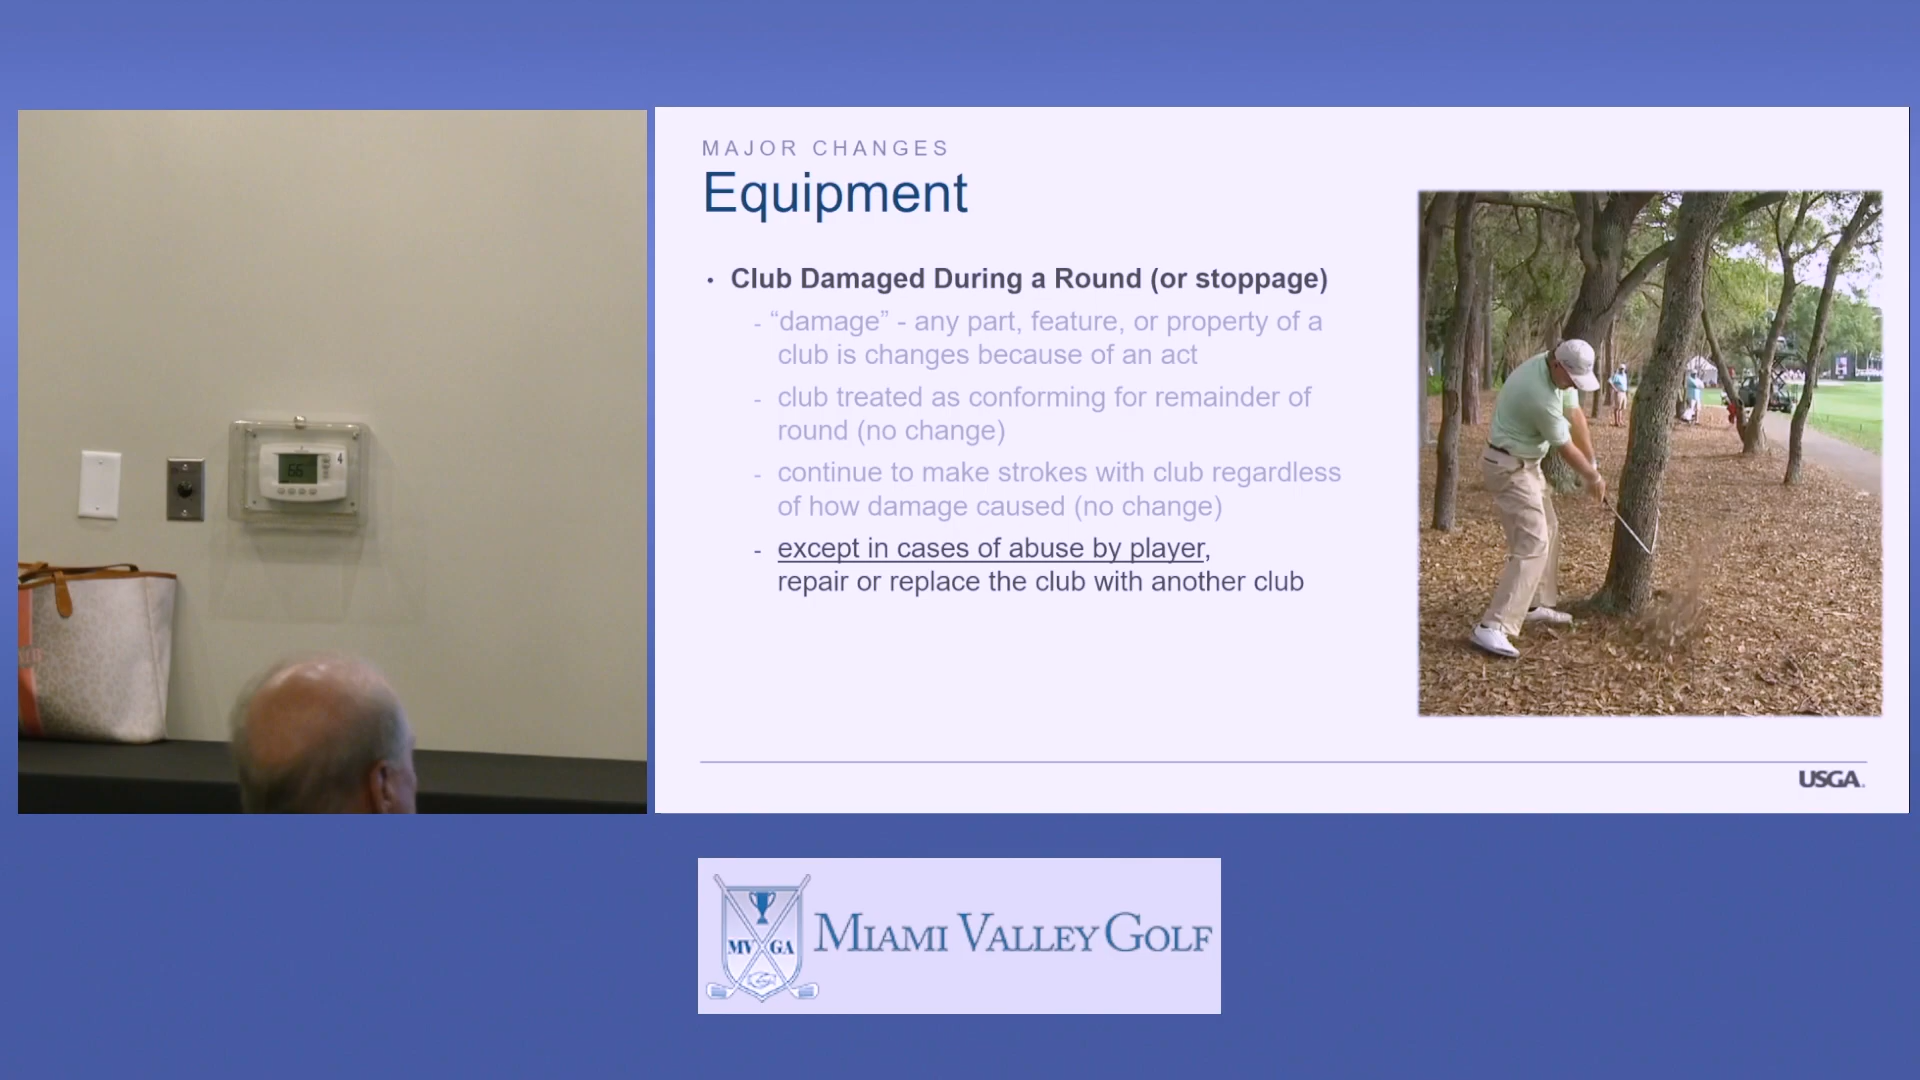 MAJOR CHANGES
Equipment
• Club Damaged During a Round (or stoppage)
- “damage” - any part, feature, or property of a
club is changes because of an act
- club treated as conforming for remainder of
round (no change)
- continue to make strokes with club regardless
of how damage caused (no change)
- except in cases of abuse by player,
repair or replace the club with another club
USGA.
66
4
MV GA
MIAMI VALLEY GOLF